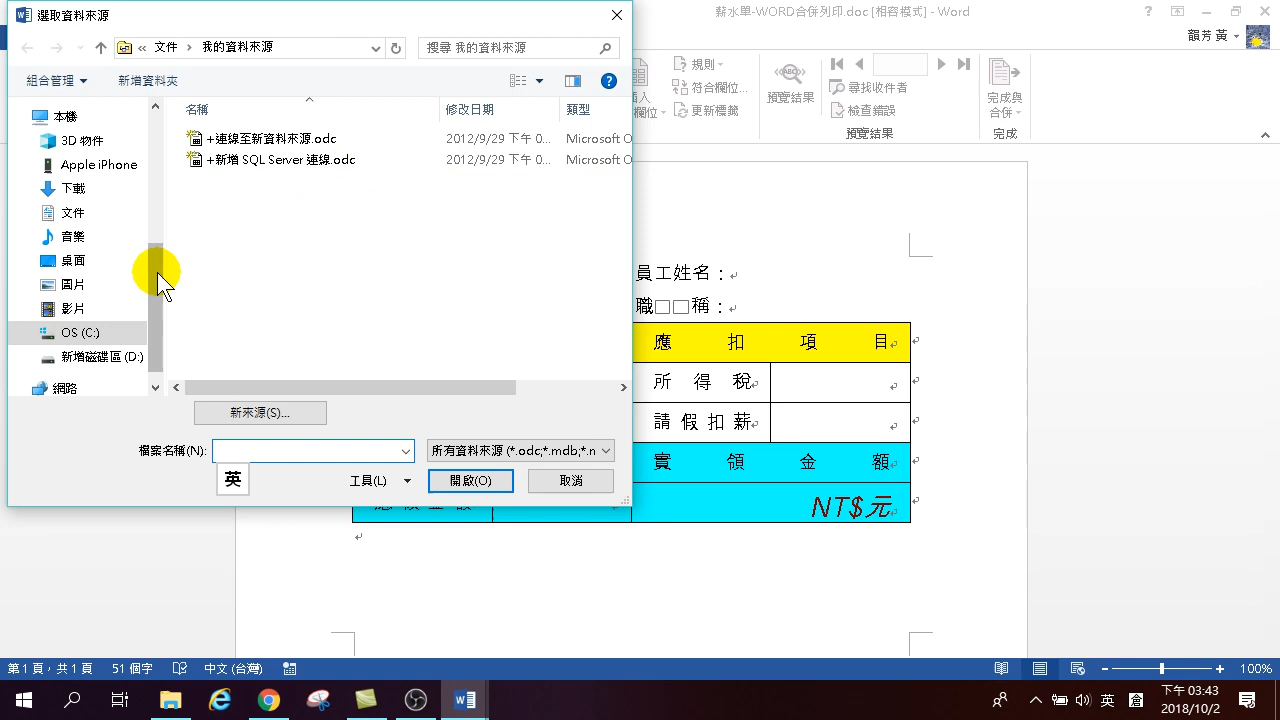 選取資料來源
薪水單-WORD合併列印.doc [相容模式] - Word
« 文件 › 我的資料來源
搜尋 我的資料來源
韻芳 黃
組合管理
新增資料夾
規則
符合欄位...
更新標籤
預覽結果
尋找收件者
檢查錯誤
預覽結果
完成與
合併
完成
名稱
修改日期
類型
+連線至新資料來源.odc
2012/9/29 下午 0...
Microsoft O
+新增 SQL Server 連線.odc
2012/9/29 下午 0...
Microsoft O
本機
3D 物件
Apple iPhone
下載
文件
音樂
桌面
圖片
影片
OS (C:)
新增磁碟區 (D:)
網路
新來源(S)...
檔案名稱(N):
所有資料來源 (*.odc;*.mdb;*.n
英
工具(L)
開啟(O)
取消
員工姓名：
職□□稱：
應扣項目
所得稅
請假扣薪
實領金額
NT$元
第 1 頁，共 1 頁
51 個字
中文 (台灣)
100%
英
下午 03:43
2018/10/2